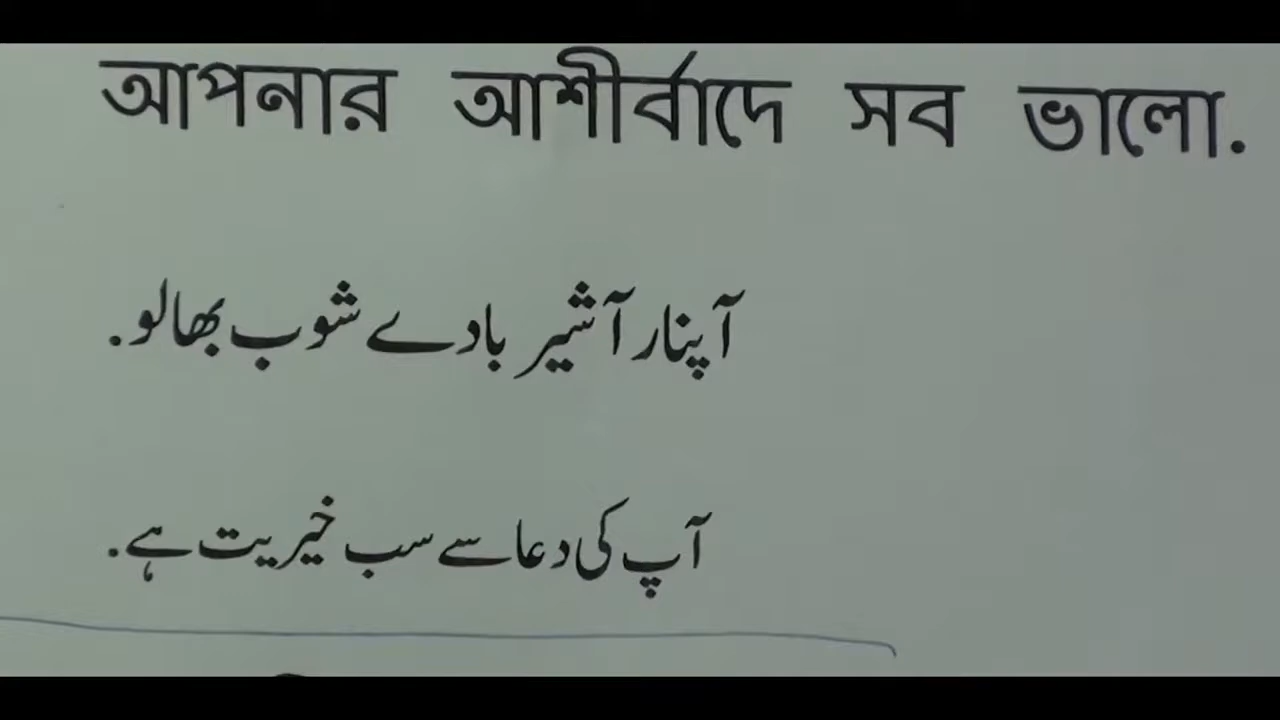 আপনার আশীর্বাদে সব ভালো.
آپنار آشیر بادے شوب بھالو.
آپ کی دعا سے سب خیریت ہے.